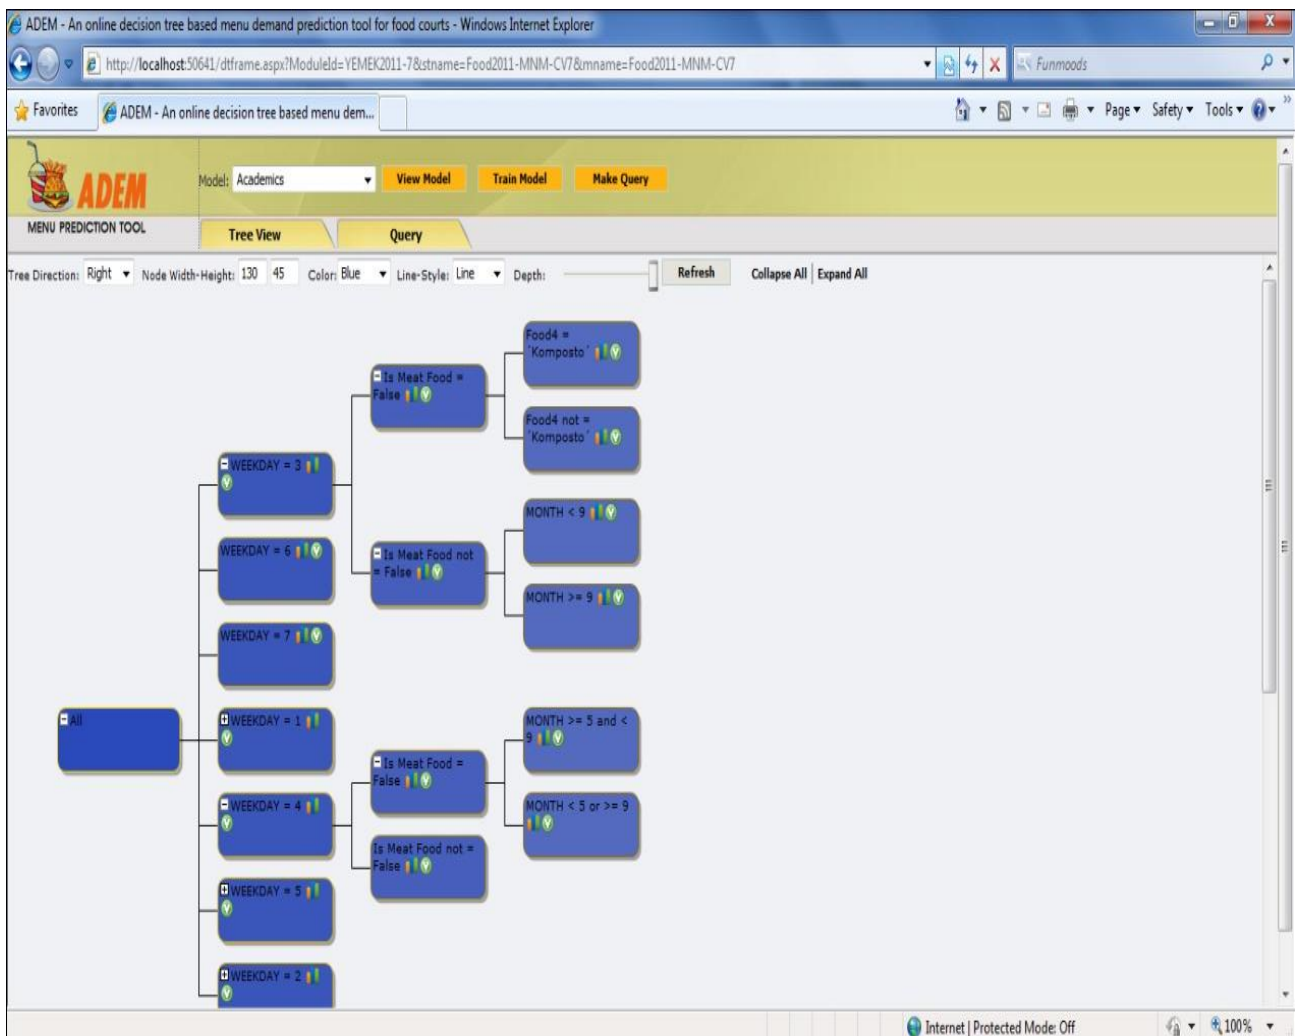 ADEM - An online decision tree based menu demand prediction tool for food courts - Windows Internet Explorer
http://localhost:50641/dtframe.aspx?ModuleId=YEMEK2011-7&stname=Food2011-MNM-CV7&mname=Food2011-MNM-CV7
Funmoods
Favorites
ADEM - An online decision tree based menu dem...
Page
Safety
Tools
ADEM
MENU PREDICTION TOOL
Model: Academics
View Model
Train Model
Make Query
Tree View
Query
Tree Direction: Right
Node Width-Height: 130 45
Color: Blue
Line-Style: Line
Depth:
Refresh
Collapse All | Expand All
Food4 =
´Komposto´
Is Meat Food =
False
Food4 not =
´Komposto´
WEEKDAY = 3
MONTH < 9
WEEKDAY = 6
Is Meat Food not
= False
MONTH >= 9
WEEKDAY = 7
All
WEEKDAY = 1
MONTH >= 5 and <
9
Is Meat Food =
False
WEEKDAY = 4
MONTH < 5 or >= 9
Is Meat Food not =
False
WEEKDAY = 5
WEEKDAY = 2
Internet | Protected Mode: Off
100%